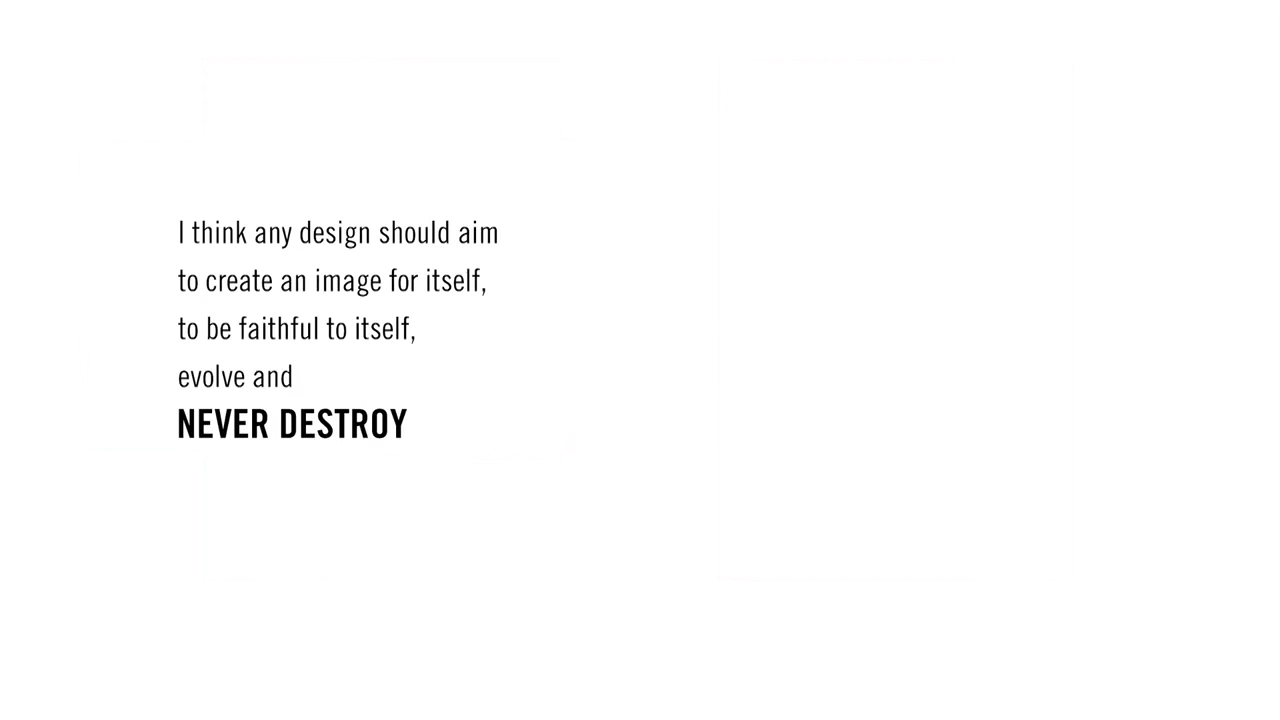 I think any design should aim
to create an image for itself,
to be faithful to itself,
evolve and
NEVER DESTROY